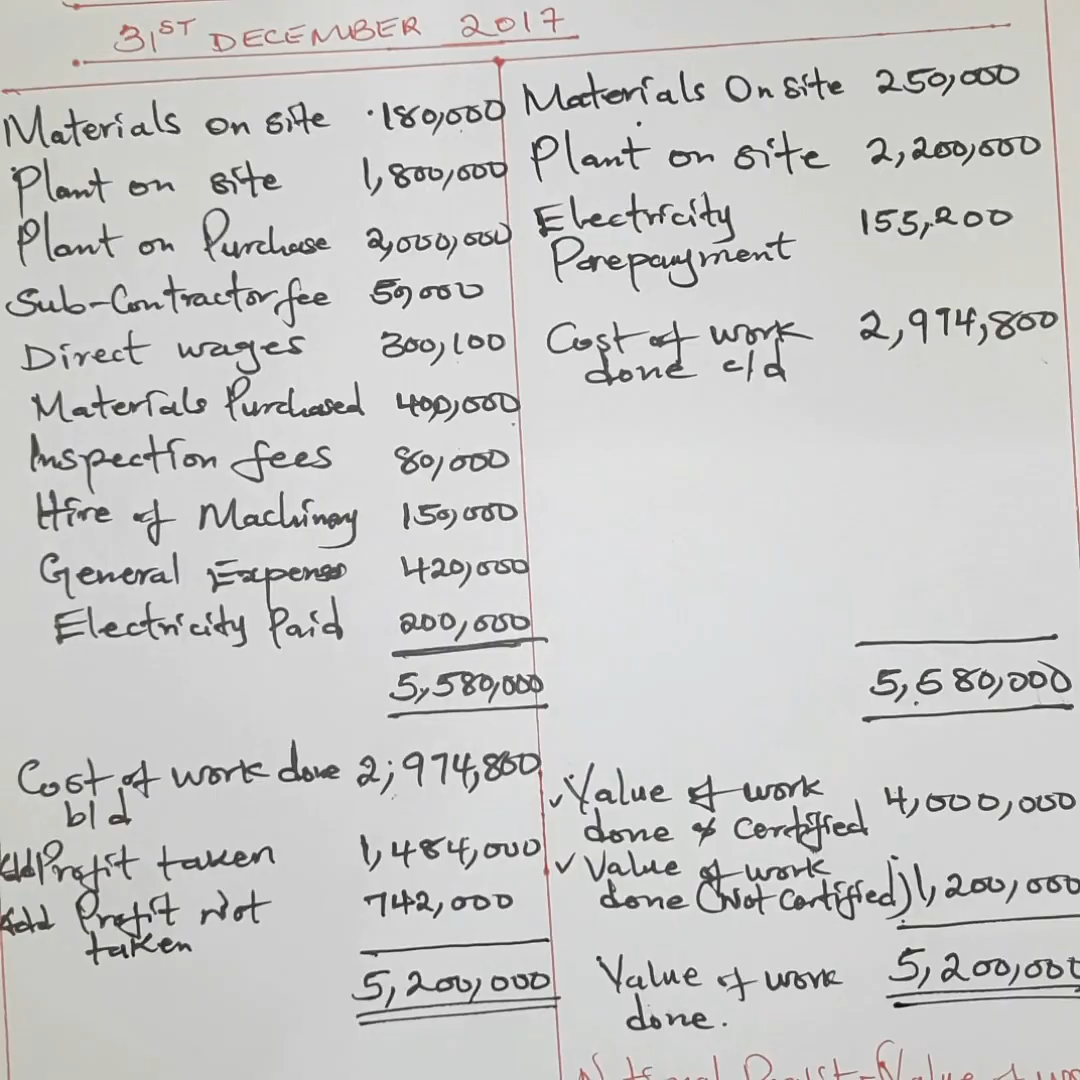 31ST DECEMBER 2017
Materials on site 180,000
Plant on site 1,800,000
Plant on Purchase 2,000,000
Sub-Contractor fee 50,000
Direct wages 300,100
Materials Purchased 400,000
Inspection fees 80,000
Hire of Machinery 150,000
General Expenses 420,000
Electricity Paid 200,000
5,580,000
Materials On site 250,000
Plant on site 2,200,000
Electricity 155,200
Prepayment
Cost of work 2,974,800
done c/d
5,580,000
Cost of work done 2,974,800
b/d
Add Profit taken 1,484,000
Add Profit Not 742,000
taken
5,200,000
Value of work
done & Certified 4,000,000
Value of work
done (Not Certified) 1,200,000
Value of work 5,200,000
done.